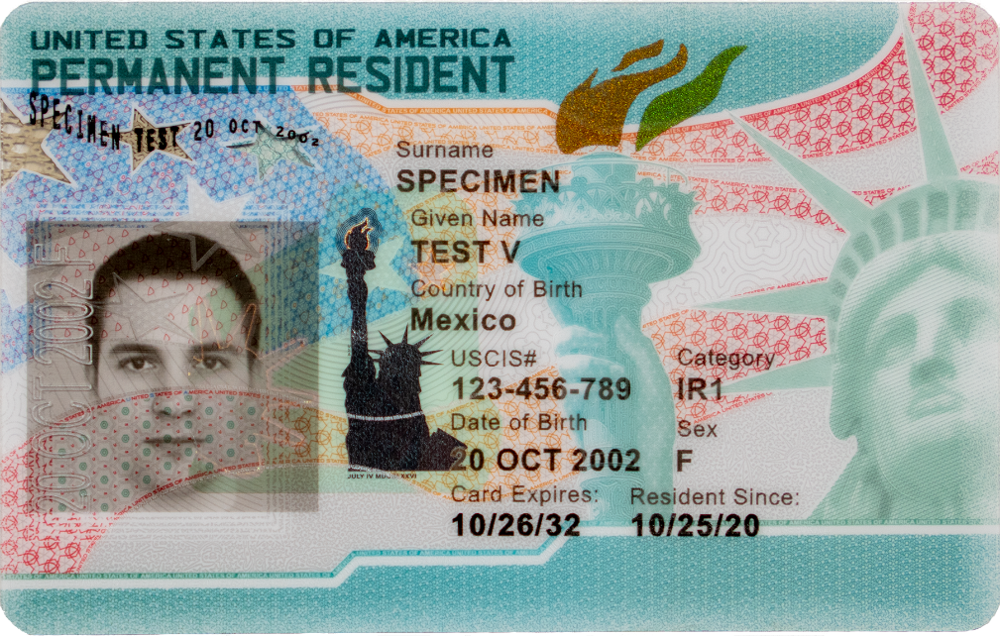 UNITED STATES OF AMERICA
PERMANENT RESIDENT
SPECIMEN TEST 20 OCT 2002
Surname
SPECIMEN
Given Name
TEST V
Country of Birth
Mexico
USCIS# Category
123-456-789 IR1
Date of Birth Sex
20 OCT 2002 F
Card Expires: Resident Since:
10/26/32 10/25/20
20 OCT 2002 F
JULY IV